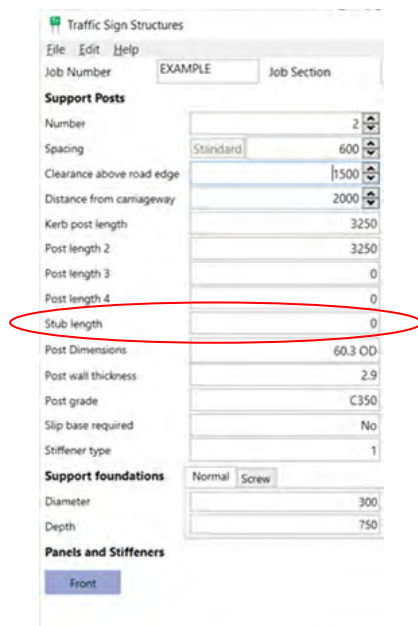 Traffic Sign Structures
File Edit Help
Job Number EXAMPLE Job Section
Support Posts
Number 2
Spacing Standard 600
Clearance above road edge 1500
Distance from carriageway 2000
Kerb post length 3250
Post length 2 3250
Post length 3 0
Post length 4 0
Stub length 0
Post Dimensions 60.3 OD
Post wall thickness 2.9
Post grade C350
Slip base required No
Stiffener type 1
Support foundations Normal Screw
Diameter 300
Depth 750
Panels and Stiffeners
Front